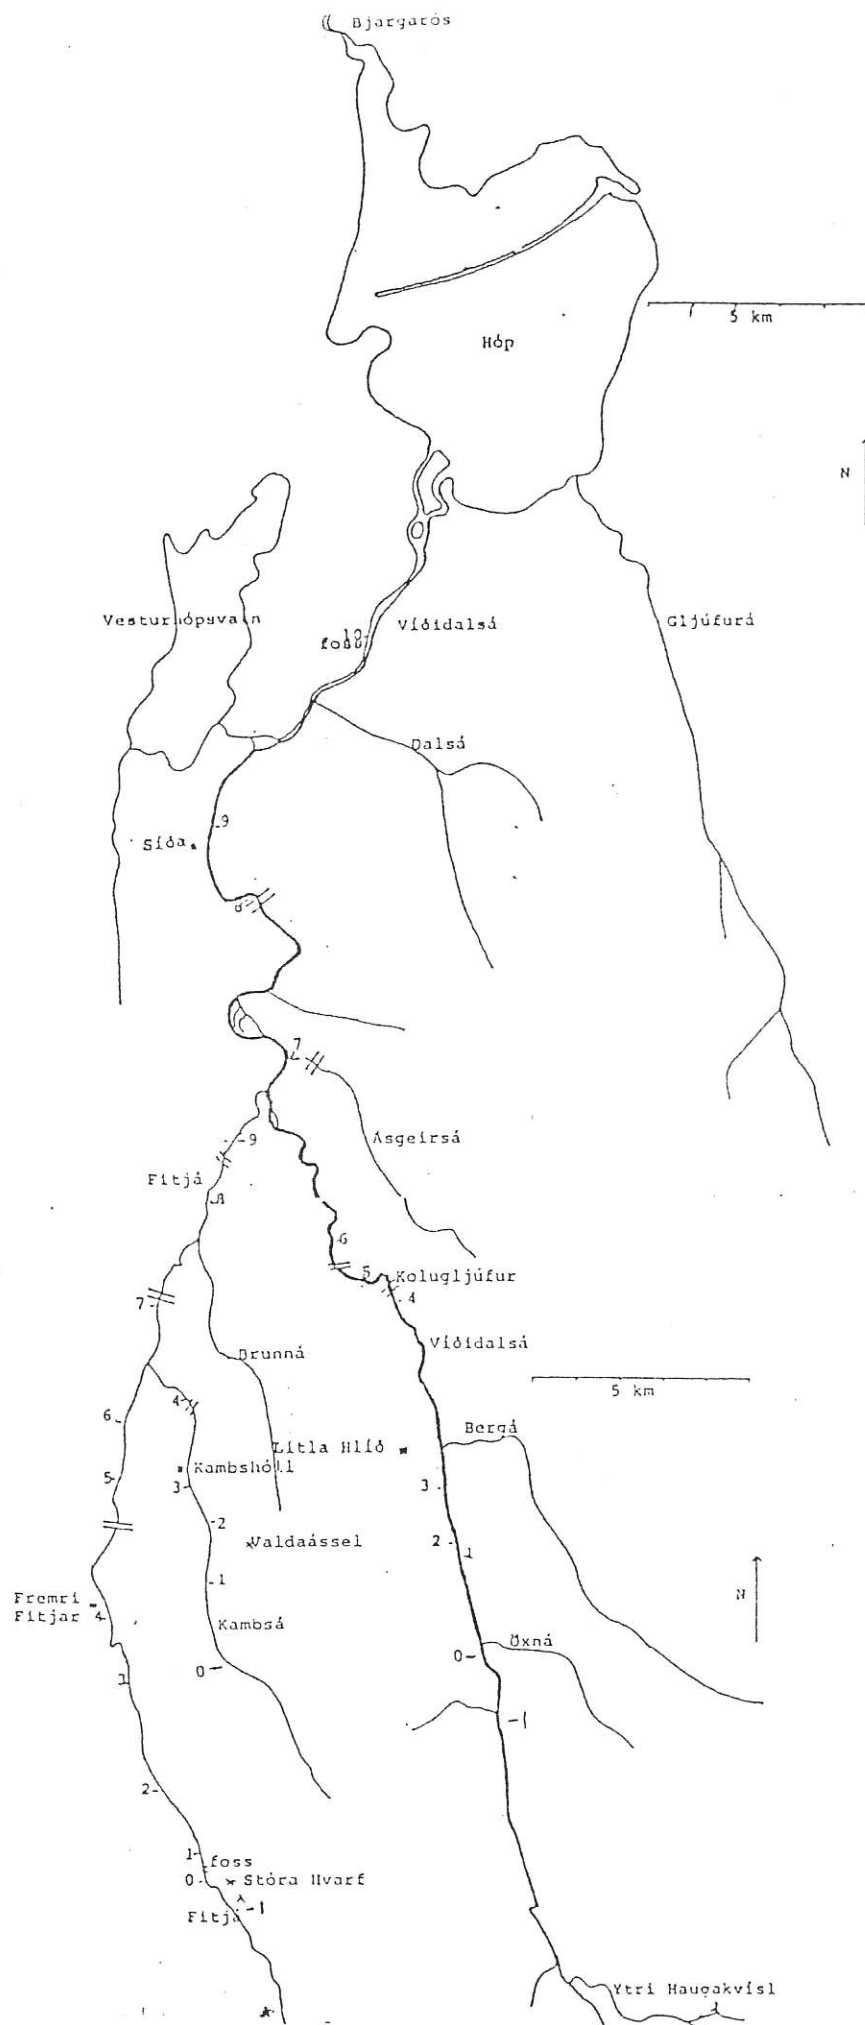 Bjargarós
5 km
Hóp
N
Vesturhópsvatn
Víðidalsá
Gljúfurá
10
foss
Dalsá
9
Síða
8
7
Ásgeirsá
9
Fitjá
8
6
5
Kolugljúfur
4
7
Víðidalsá
Brunná
5 km
4
6
Bergá
Litla Hlíð
Kambshóll
5
3
3
2
Valdaássel
2
1
1
N
Fremri
Fitjar
4
Kambsá
Öxná
0
0
3
-1
2
1
foss
0
Stóra Hvarf
-1
Fitjá
Ytri Haugakvísl